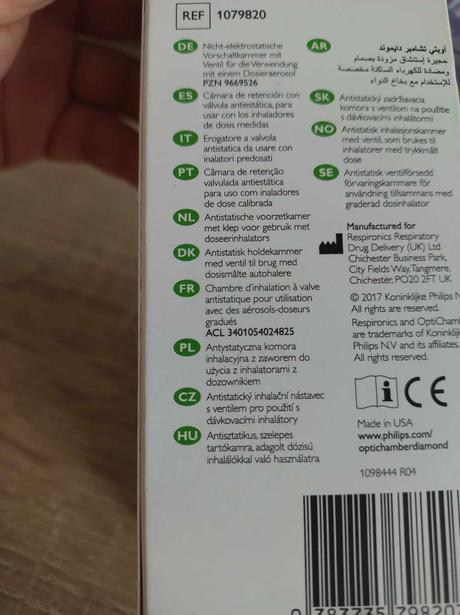 REF 1079820
DE Nicht-elektrostatische
Vorschaltkammer mit
Ventil für die Verwendung
mit einem Dosieraerosol
PZN 9669526
ES Cámara de retención con
válvula antiestática, para
usar con los inhaladores
de dosis medidas
IT Erogatore a valvola
antistatica da usare con
inalatori predosati
PT Câmara de retenção
valvulada antiestática
para uso com inaladores
de dose calibrada
NL Antistatische voorzetkamer
met klep voor gebruik met
doseerinhalators
DK Antistatisk holdekammer
med ventil til brug med
dosismålte autohalere
FR Chambre d'inhalation à valve
antistatique pour utilisation
avec des aérosols-doseurs
gradués
ACL 3401054024825
PL Antystatyczna komora
inhalacyjna z zaworem do
użycia z inhalatorami z
dozownikiem
CZ Antistatický inhalační nástavec
s ventilem pro použití s
dávkovacími inhalátory
HU Antisztatikus, szelepes
tartókamra, adagolt dózisú
inhalálókkal való használatra
AR أوبتي تشامبر دايموند
حجيرة إستنشاق مزودة بصمام
ومضادة للكهرباء الساكنة مخصصة
للإستخدام مع بخاخ الدواء
SK Antistatický zadržiavacia
komora s ventilom na použitie
s dávkovacími inhalátormi
NO Antistatisk inhalasjonskammer
med ventil, som brukes til
inhalatorer med trykkmålt
dose
SE Antistatisk ventilförsedd
förvaringskammare för
användning tillsammans med
graderad dosinhalator
Manufactured for
Respironics Respiratory
Drug Delivery (UK) Ltd
Chichester Business Park,
City Fields Way, Tangmere,
Chichester, PO20 2FT UK
© 2017 Koninklijke Philips N
All rights are reserved.
Respironics and OptiCham
are trademarks of Koninkli
Philips N.V and its affiliates.
All rights reserved.
CE
Made in USA
www.philips.com/
optichamberdiamond
1098444 R04